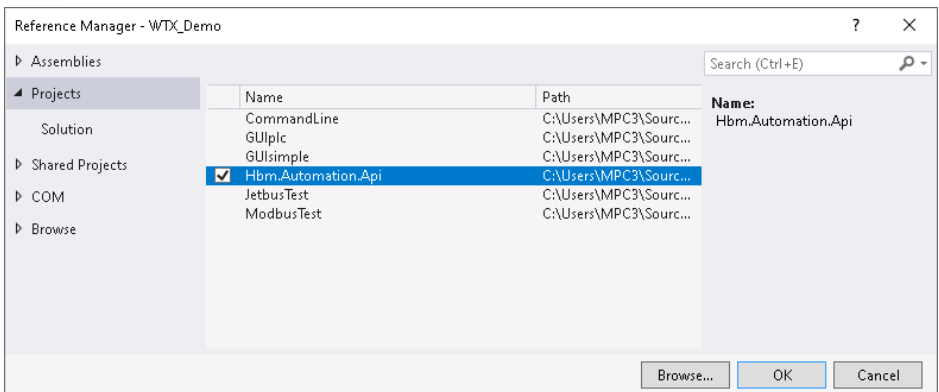 Reference Manager - WTX_Demo ? ×
Assemblies
Search (Ctrl+E)
Projects
Solution
Shared Projects
COM
Browse
Name Path
CommandLine C:\Users\MPC3\Sourc...
GUIplc C:\Users\MPC3\Sourc...
GUIsimple C:\Users\MPC3\Sourc...
Hbm.Automation.Api C:\Users\MPC3\Sourc...
JetbusTest C:\Users\MPC3\Sourc...
ModbusTest C:\Users\MPC3\Sourc...
Name:
Hbm.Automation.Api
Browse... OK Cancel